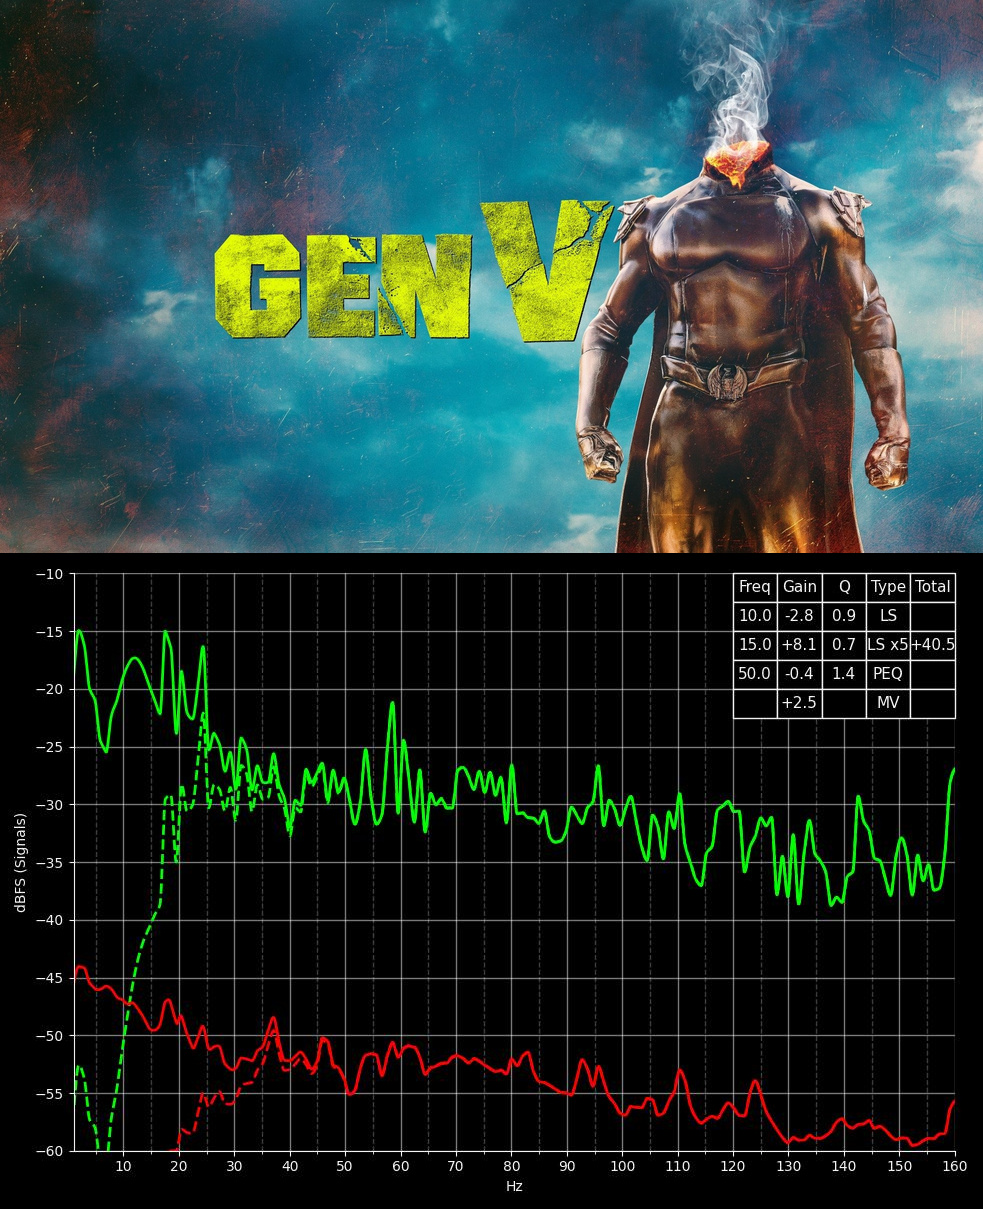 GEN V
Freq Gain Q Type Total
10.0 -2.8 0.9 LS
15.0 +8.1 0.7 LS x5 +40.5
50.0 -0.4 1.4 PEQ
+2.5 MV
−10
−15
−20
−25
−30
−35
−40
−45
−50
−55
−60
dBFS (Signals)
10 20 30 40 50 60 70 80 90 100 110 120 130 140 150 160
Hz